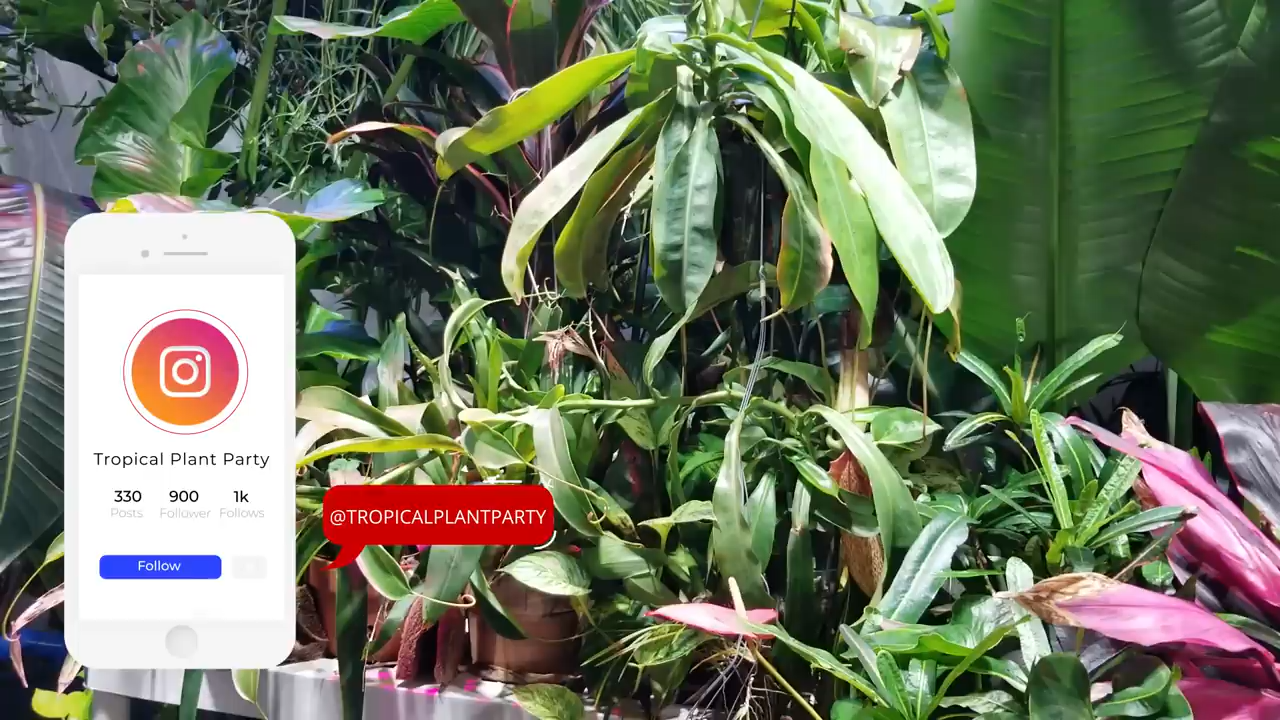 Tropical Plant Party
330 900 1k
Posts Follower Follows
Follow
@TROPICALPLANTPARTY